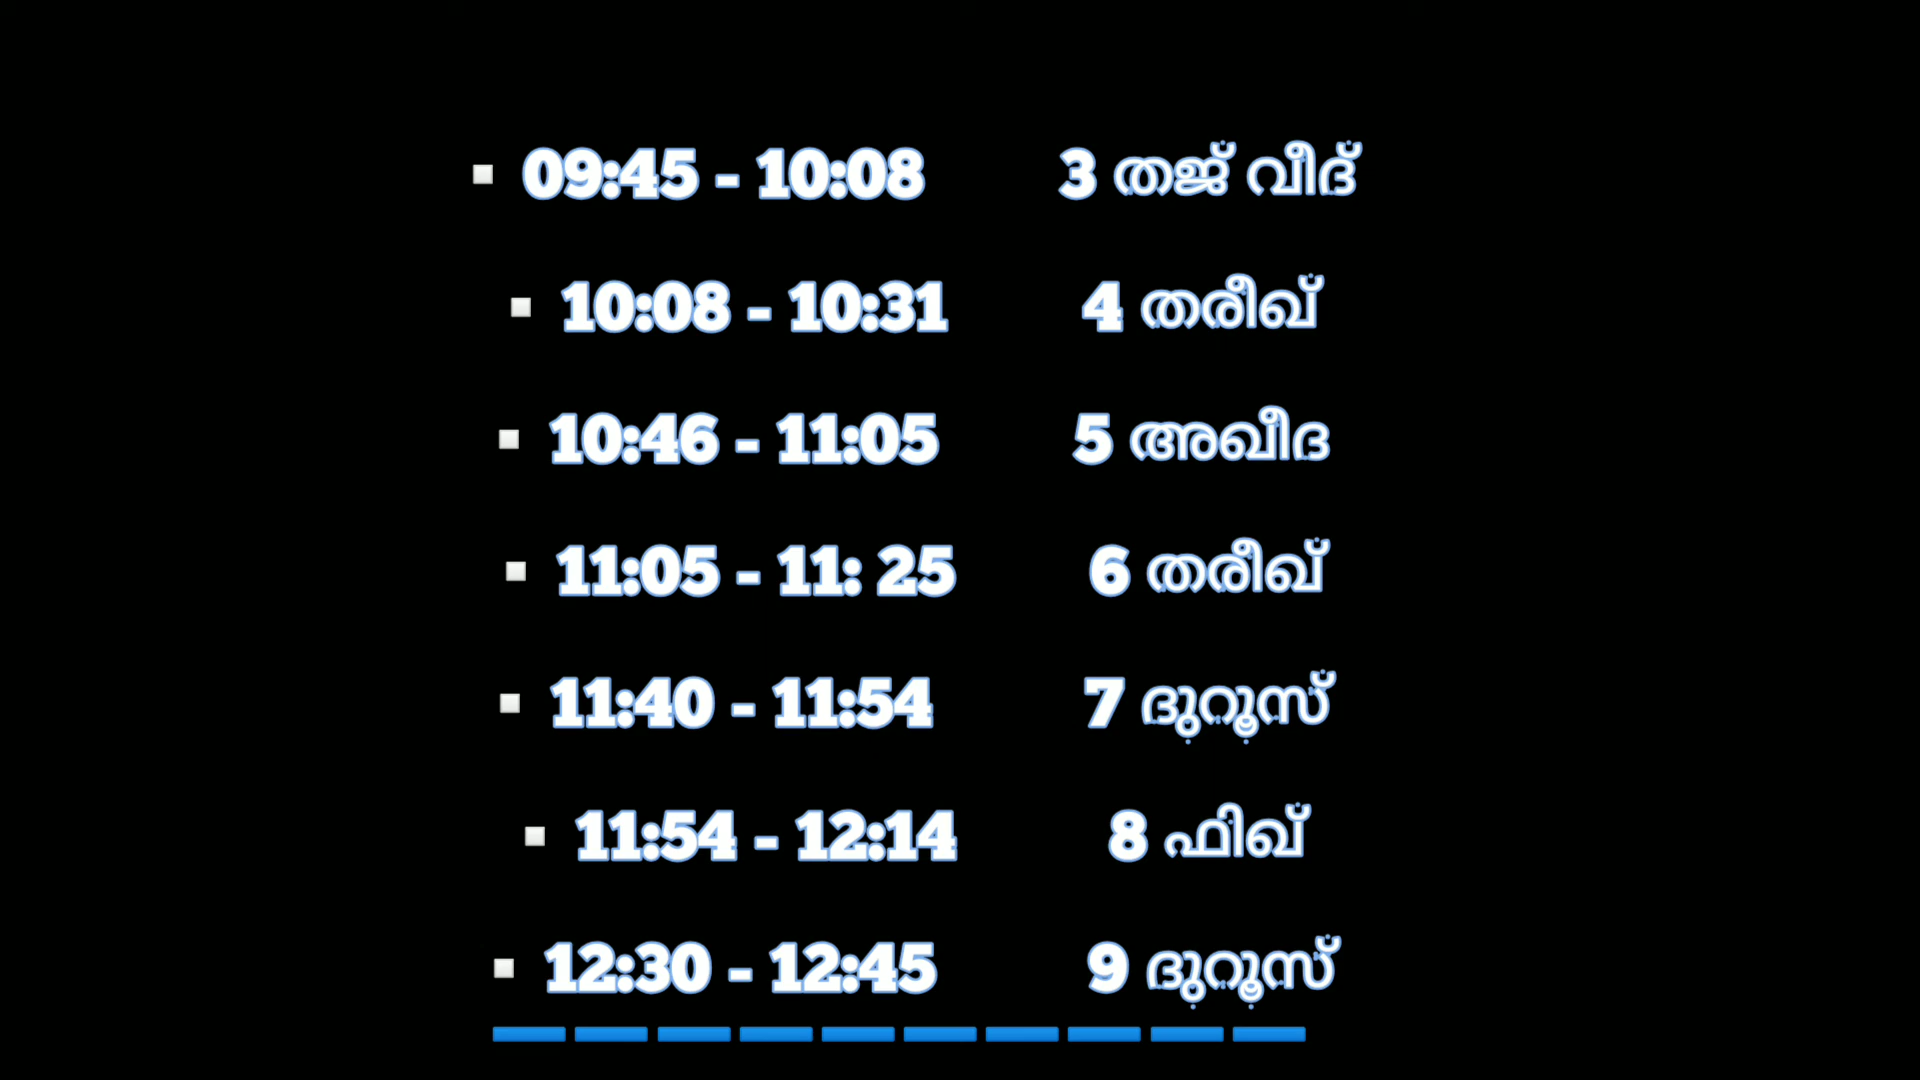 09:45 - 10:08 3 തജ് വീദ്
10:08 - 10:31 4 തരീഖ്
10:46 - 11:05 5 അഖീദ
11:05 - 11: 25 6 തരീഖ്
11:40 - 11:54 7 ദുറൂസ്
11:54 - 12:14 8 ഫിഖ്
12:30 - 12:45 9 ദുറൂസ്